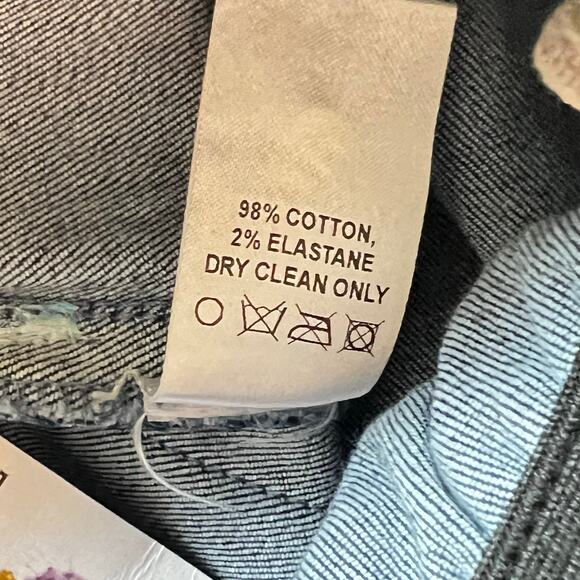 98% COTTON,
2% ELASTANE
DRY CLEAN ONLY